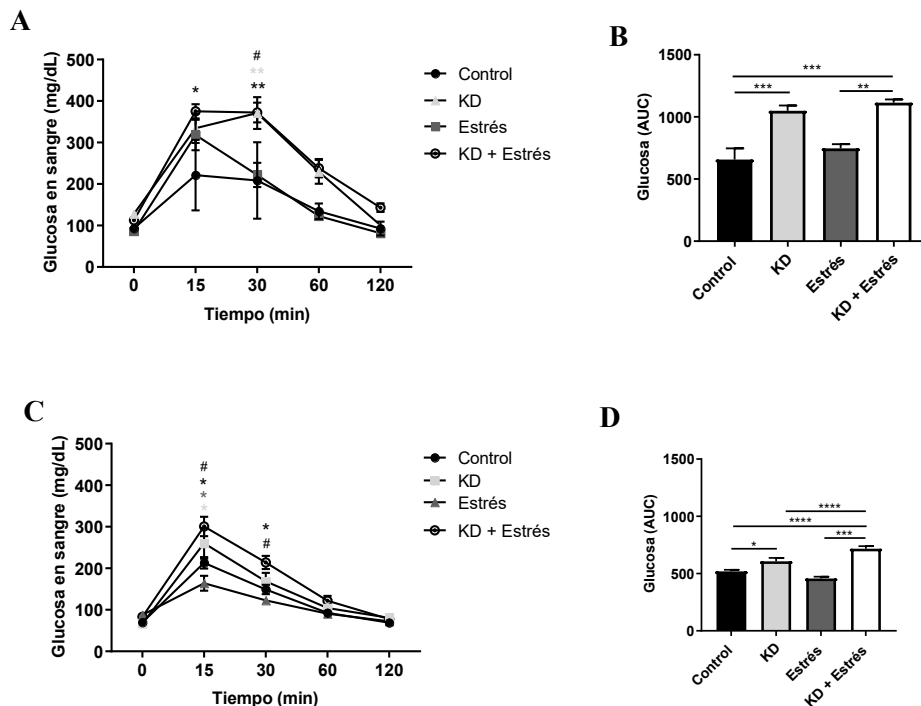 A
Glucosa en sangre (mg/dL)
500
400
300
200
100
0
#
**
*
**
0 15 30 60 120
Tiempo (min)
Control
KD
Estrés
KD + Estrés
B
Glucosa (AUC)
1500
1000
500
0
***
***
**
Control
KD
Estrés
KD + Estrés
C
Glucosa en sangre (mg/dL)
500
400
300
200
100
0
#
*
*
*
*
#
0 15 30 60 120
Tiempo (min)
Control
KD
Estrés
KD + Estrés
D
Glucosa (AUC)
1500
1000
500
0
****
****
***
*
Control
KD
Estrés
KD + Estrés